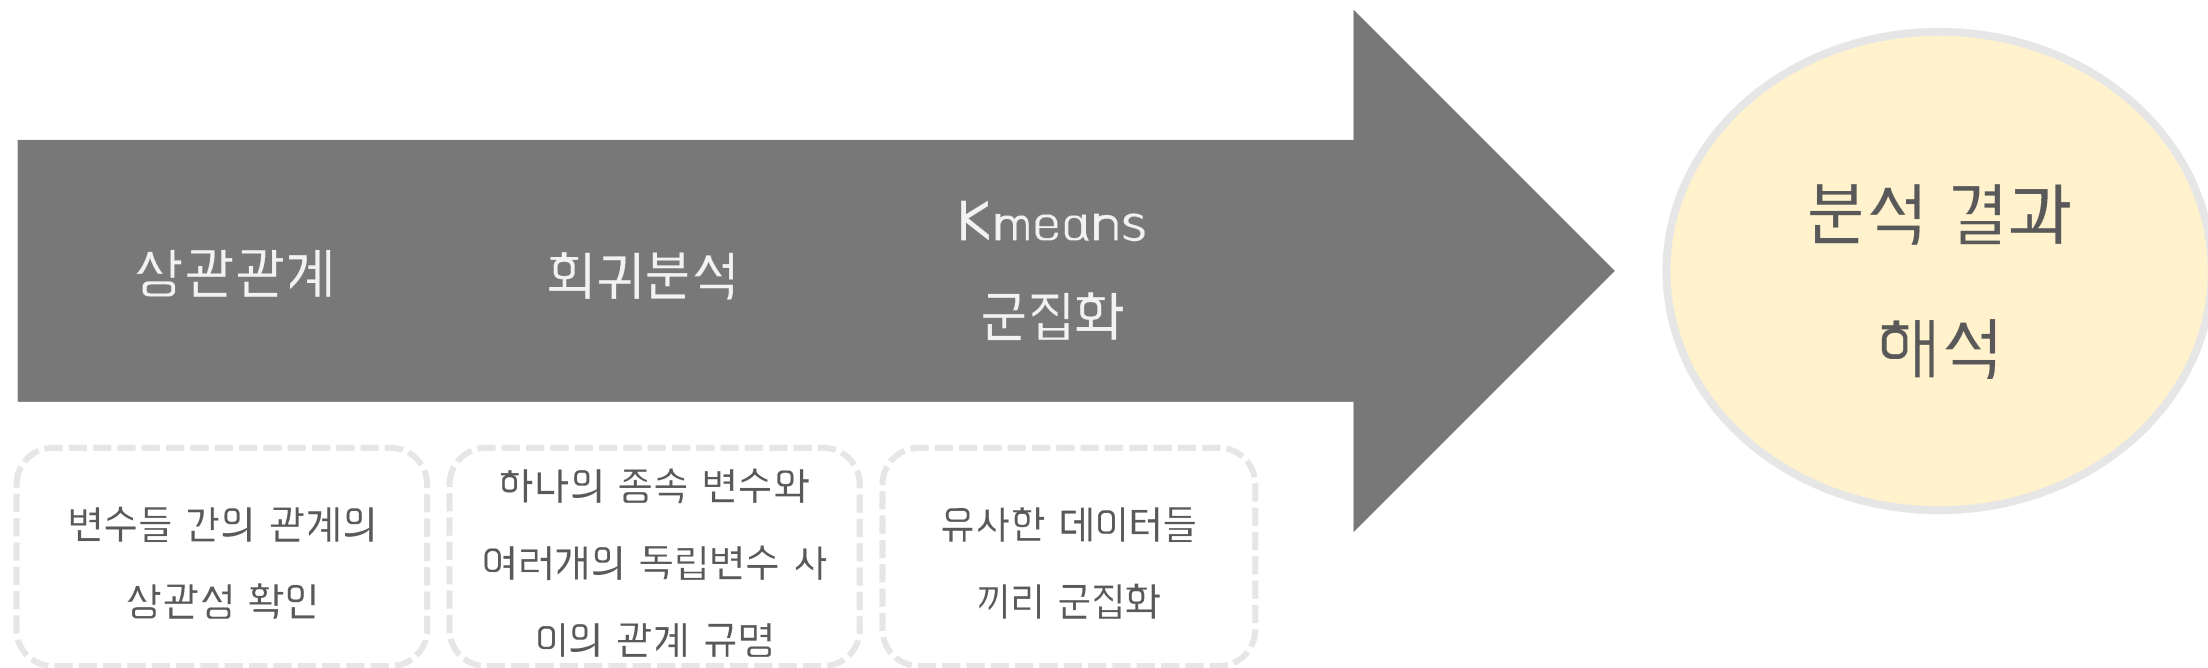 상관관계
회귀분석
Kmeans
군집화
분석 결과
해석
변수들 간의 관계의
상관성 확인
하나의 종속 변수와
여러개의 독립변수 사
이의 관계 규명
유사한 데이터들
끼리 군집화